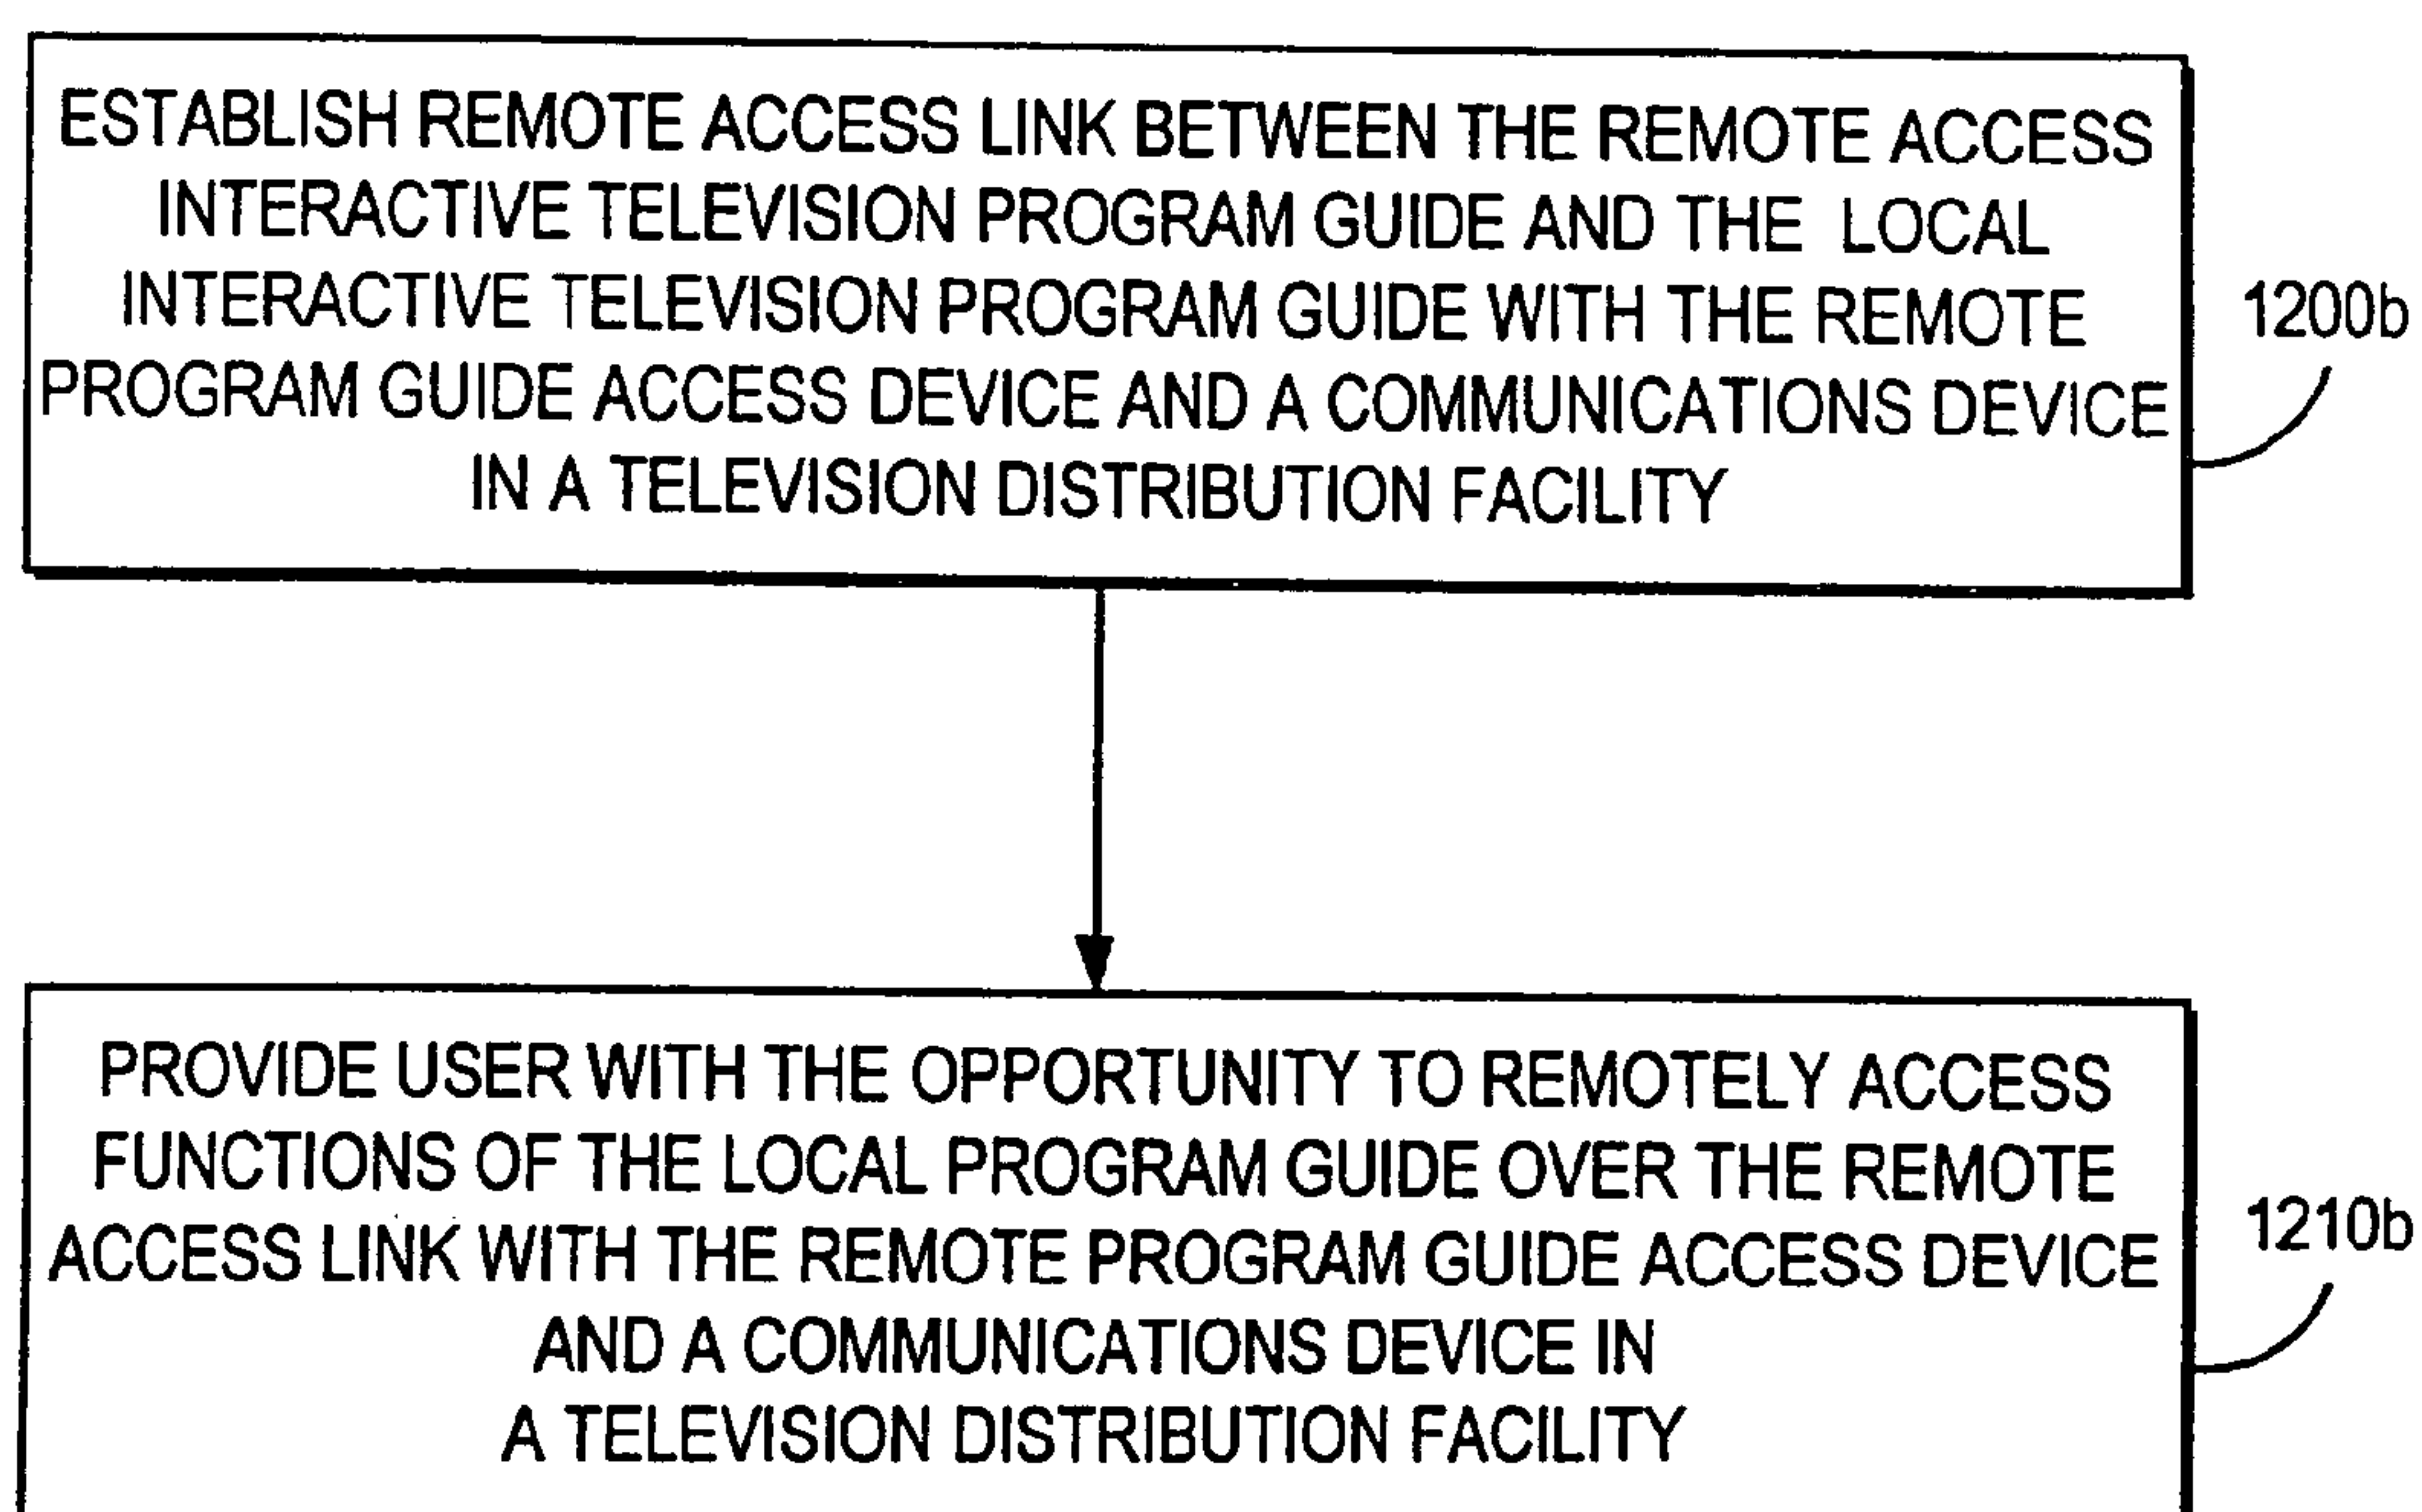 ESTABLISH REMOTE ACCESS LINK BETWEEN THE REMOTE ACCESS
INTERACTIVE TELEVISION PROGRAM GUIDE AND THE LOCAL
INTERACTIVE TELEVISION PROGRAM GUIDE WITH THE REMOTE
PROGRAM GUIDE ACCESS DEVICE AND A COMMUNICATIONS DEVICE
IN A TELEVISION DISTRIBUTION FACILITY
1200b
PROVIDE USER WITH THE OPPORTUNITY TO REMOTELY ACCESS
FUNCTIONS OF THE LOCAL PROGRAM GUIDE OVER THE REMOTE
ACCESS LINK WITH THE REMOTE PROGRAM GUIDE ACCESS DEVICE
AND A COMMUNICATIONS DEVICE IN
A TELEVISION DISTRIBUTION FACILITY
1210b